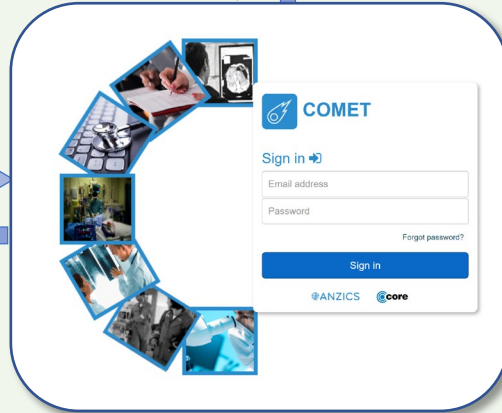 COMET
Sign in
Email address
Password
Forgot password?
Sign in
ANZICS core